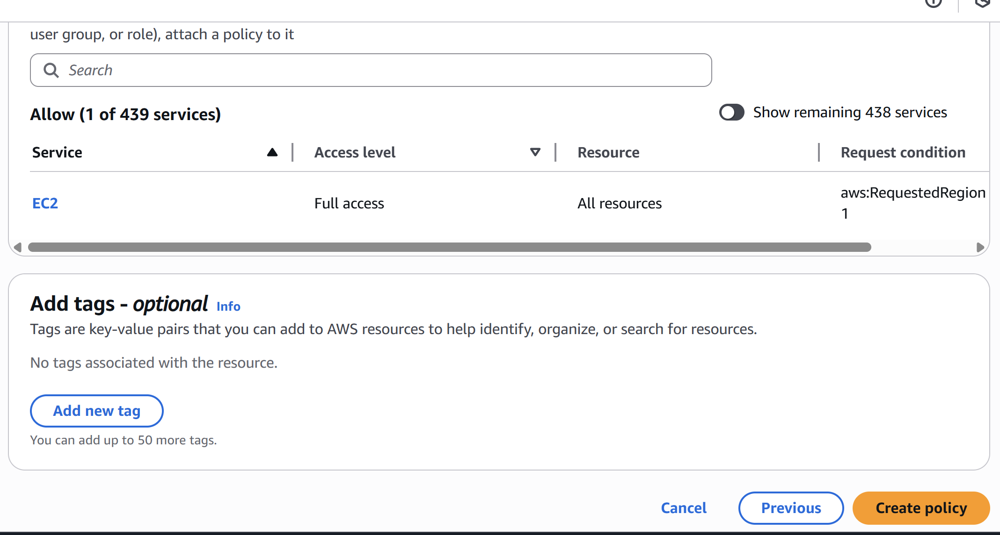 user group, or role), attach a policy to it
Search
Allow (1 of 439 services)
Show remaining 438 services
Service
Access level
Resource
Request condition
EC2
Full access
All resources
aws:RequestedRegion
1
Add tags - optional Info
Tags are key-value pairs that you can add to AWS resources to help identify, organize, or search for resources.
No tags associated with the resource.
Add new tag
You can add up to 50 more tags.
Cancel
Previous
Create policy